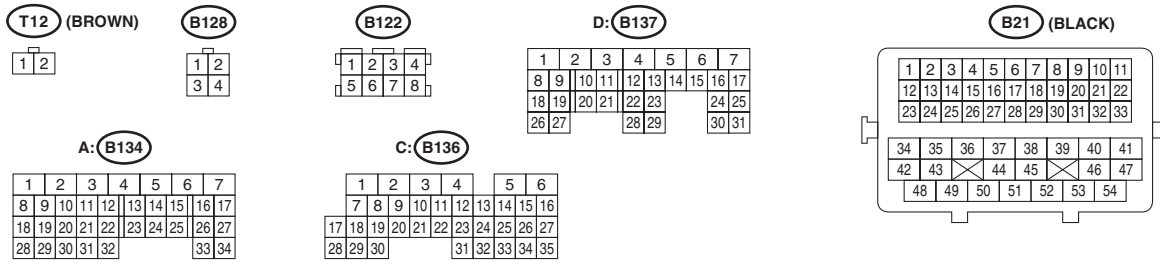 T12 (BROWN)
1 2
B128
1 2
3 4
B122
1 2 3 4
5 6 7 8
D: B137
1 2 3 4 5 6 7
8 9 10 11 12 13 14 15 16 17
18 19 20 21 22 23 24 25
26 27 28 29 30 31
B21 (BLACK)
1 2 3 4 5 6 7 8 9 10 11
12 13 14 15 16 17 18 19 20 21 22
23 24 25 26 27 28 29 30 31 32 33
34 35 36 37 38 39 40 41
42 43 44 45 46 47
48 49 50 51 52 53 54
A: B134
1 2 3 4 5 6 7
8 9 10 11 12 13 14 15 16 17
18 19 20 21 22 23 24 25 26 27
28 29 30 31 32 33 34
C: B136
1 2 3 4 5 6
7 8 9 10 11 12 13 14 15 16
17 18 19 20 21 22 23 24 25 26 27
28 29 30 31 32 33 34 35